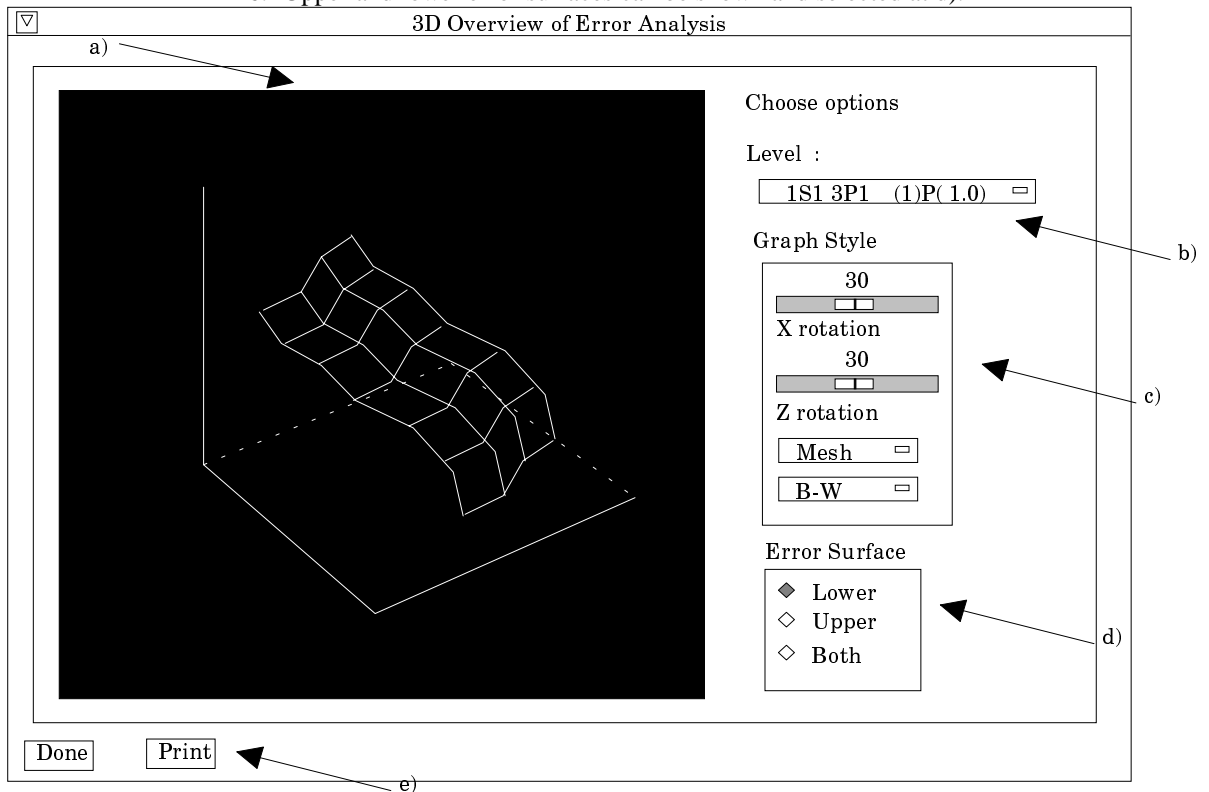 3D Overview of Error Analysis
a)
Choose options
Level :
1S1 3P1 (1)P( 1.0)
b)
Graph Style
30
X rotation
30
Z rotation
c)
Mesh
B-W
Error Surface
Lower
Upper
Both
d)
Done
Print
e)